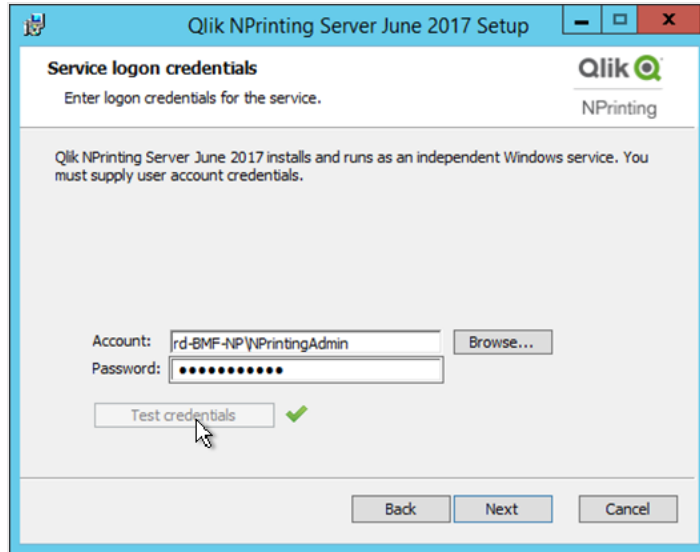 Qlik NPrinting Server June 2017 Setup
Service logon credentials
Enter logon credentials for the service.
Qlik
NPrinting
Qlik NPrinting Server June 2017 installs and runs as an independent Windows service. You
must supply user account credentials.
Account: rd-BMF-NP\NPrintingAdmin Browse...
Password: ●●●●●●●●●●●
Test credentials
Back Next Cancel